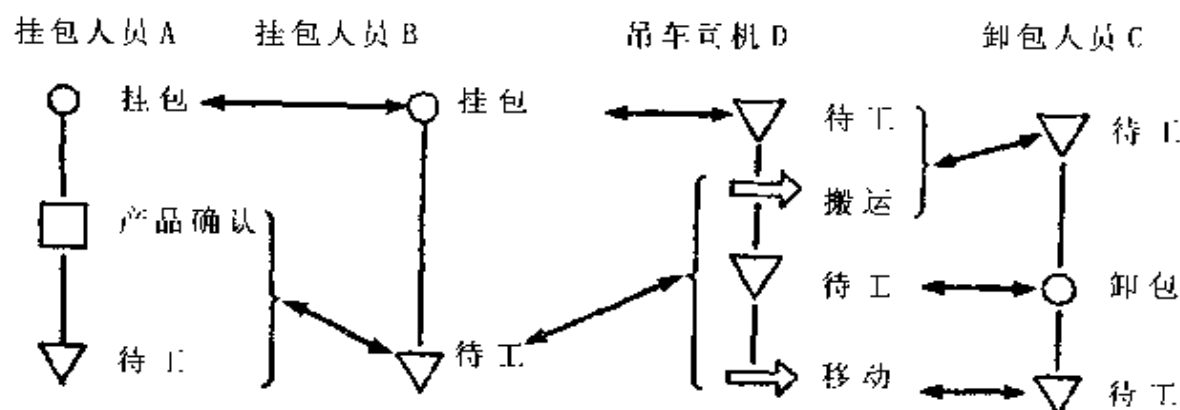 挂包人员A 挂包人员B 吊车司机D 卸包人员C
挂包 挂包 待工 待工
产品确认 搬运
待工 卸包
待工 待工
移动 待工